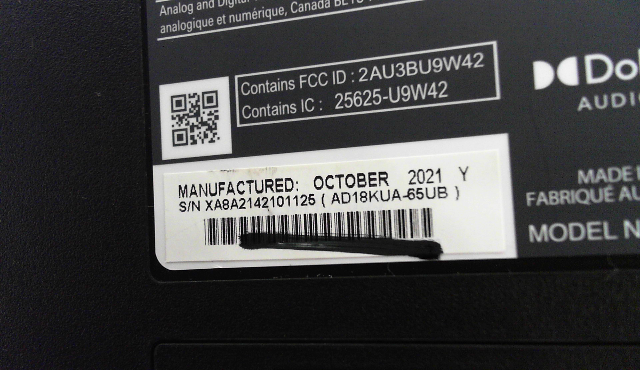 Analog and Digital
analogique et numérique, Canada
Contains FCC ID : 2AU3BU9W42
Contains IC : 25625-U9W42
AUDIO
MANUFACTURED: OCTOBER 2021 Y
S/N XA8A2142101125 ( AD18KUA-65UB )
MADE
FABRIQUÉ AU
MODEL